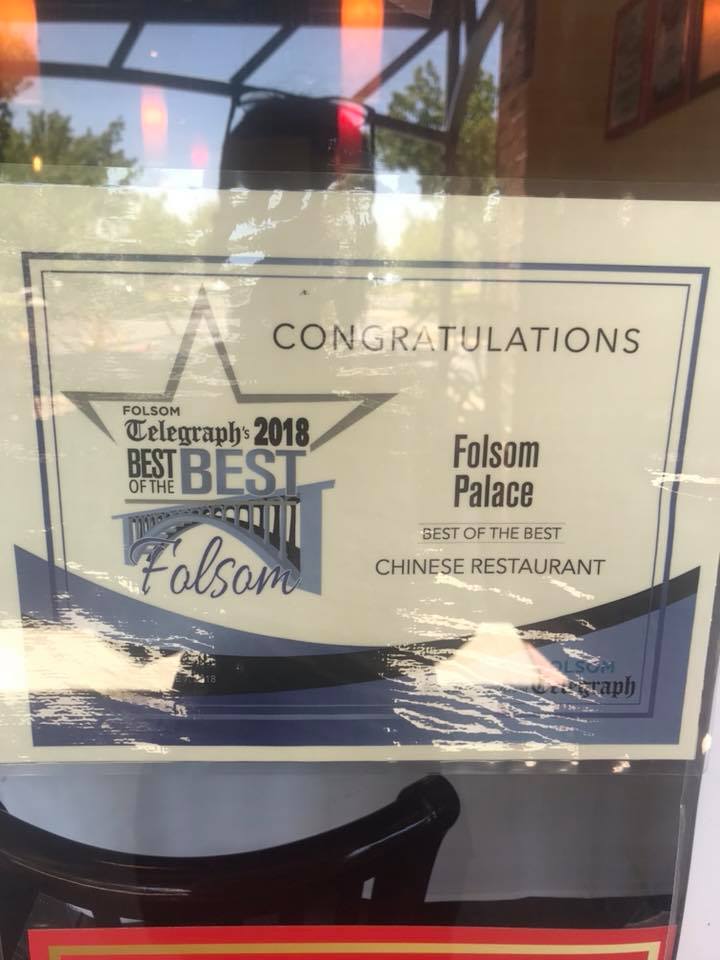 CONGRATULATIONS
FOLSOM
Telegraph's 2018
BEST
OF THE
BEST
Folsom
Folsom
Palace
BEST OF THE BEST
CHINESE RESTAURANT
FOLSOM
Telegraph